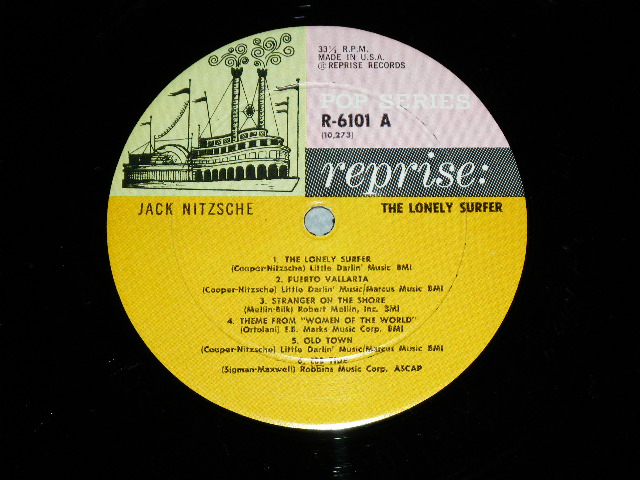 33⅓ R.P.M.
MADE IN U.S.A.
© REPRISE RECORDS
POP SERIES
R-6101 A
(10,273)
reprise:
JACK NITZSCHE
THE LONELY SURFER
1. THE LONELY SURFER
(Cooper-Nitzsche) Little Darlin' Music BMI
2. PUERTO VALLARTA
(Cooper-Nitzsche) Little Darlin' Music/Marcus Music BMI
3. STRANGER ON THE SHORE
(Mellin-Bilk) Robert Mellin, Inc. BMI
4. THEME FROM "WOMEN OF THE WORLD"
(Ortolani) E.B. Marks Music Corp. BMI
5. OLD TOWN
(Cooper-Nitzsche) Little Darlin' Music/Marcus Music BMI
6. EBB TIDE
(Sigman-Maxwell) Robbins Music Corp. ASCAP